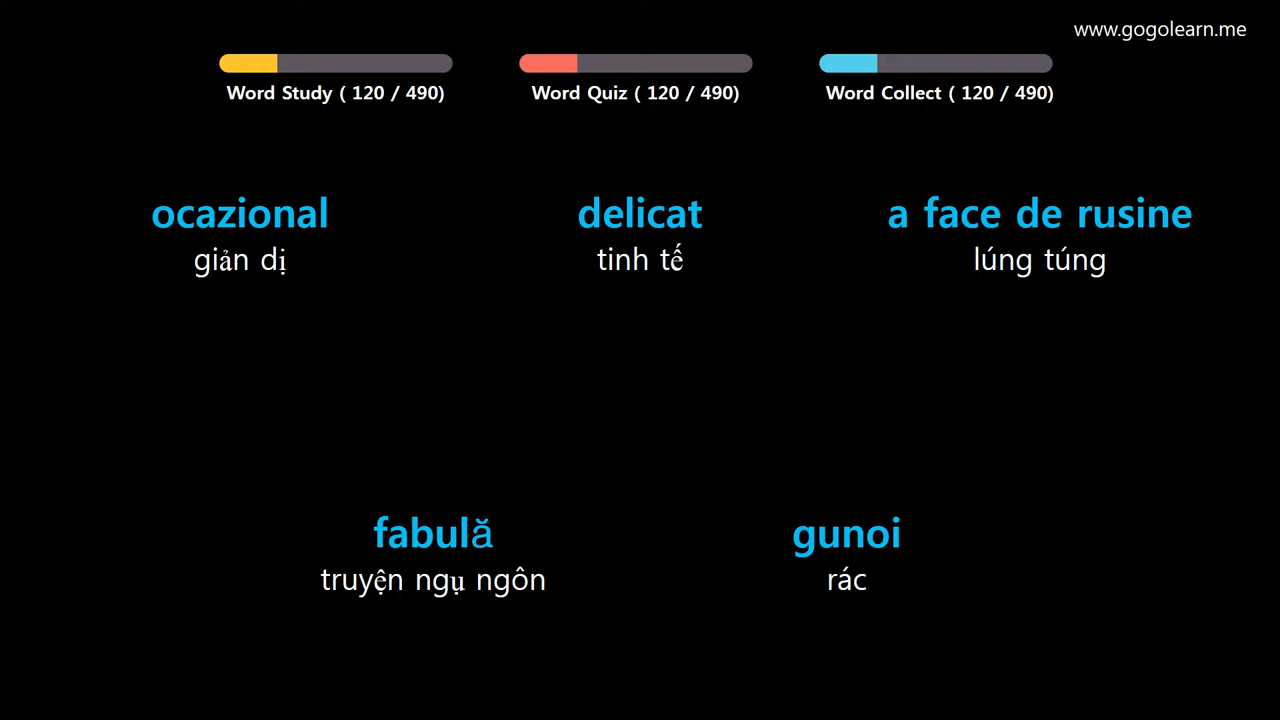 www.gogolearn.me
Word Study ( 120 / 490)
Word Quiz ( 120 / 490)
Word Collect ( 120 / 490)
ocazional
giản dị
delicat
tinh tế
a face de rusine
lúng túng
fabulă
truyện ngụ ngôn
gunoi
rác